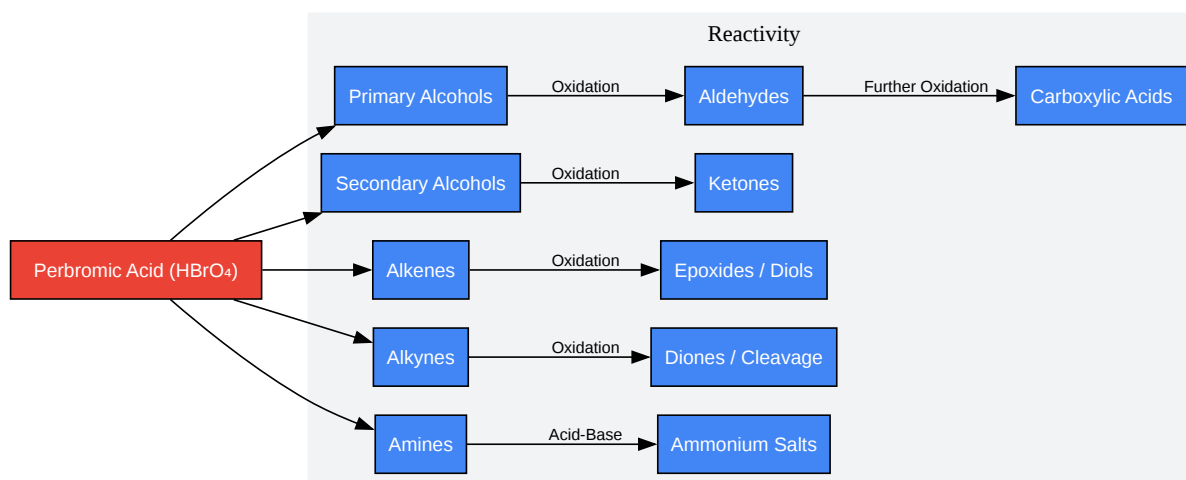 Reactivity
Primary Alcohols
Oxidation
Aldehydes
Further Oxidation
Carboxylic Acids
Secondary Alcohols
Oxidation
Ketones
Perbromic Acid (HBrO₄)
Alkenes
Oxidation
Epoxides / Diols
Alkynes
Oxidation
Diones / Cleavage
Amines
Acid-Base
Ammonium Salts